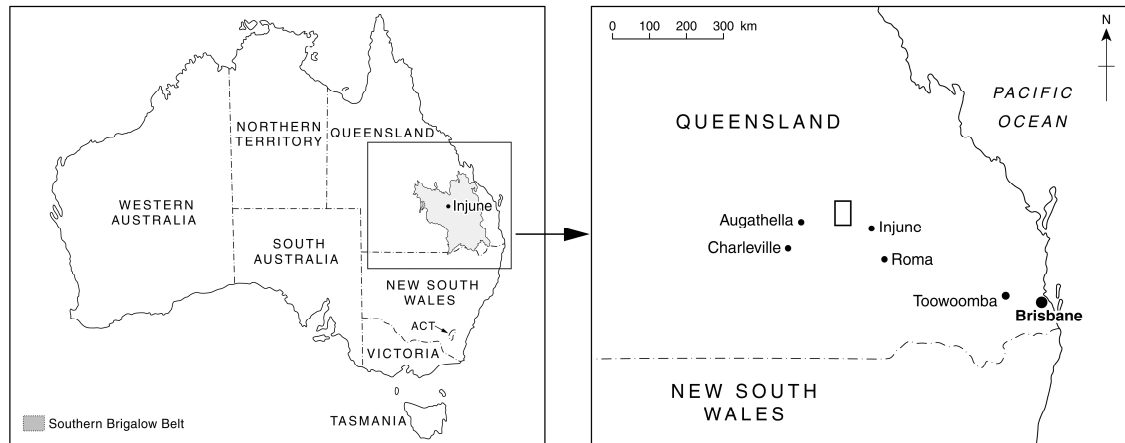 NORTHERN
TERRITORY
QUEENSLAND
WESTERN
AUSTRALIA
Injune
SOUTH
AUSTRALIA
NEW SOUTH
WALES
ACT
VICTORIA
TASMANIA
Southern Brigalow Belt
0 100 200 300 km
N
PACIFIC
OCEAN
QUEENSLAND
Augathella
Injune
Charleville
Roma
Toowoomba
Brisbane
NEW SOUTH
WALES